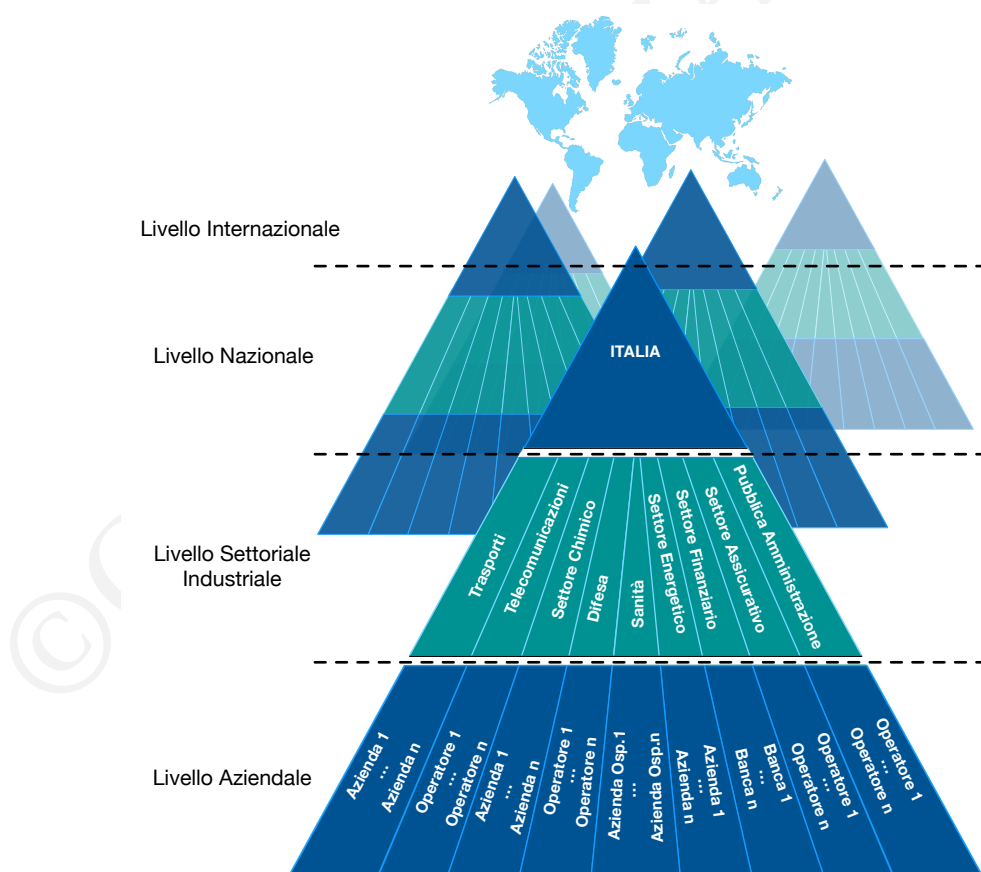 Livello Internazionale
Livello Nazionale
ITALIA
Livello Settoriale
Industriale
Trasporti
Telecomunicazioni
Settore Chimico
Difesa
Sanità
Settore Energetico
Settore Finanziario
Settore Assicurativo
Pubblica Amministrazione
Livello Aziendale
Azienda 1
...
Azienda n
Operatore 1
...
Operatore n
Azienda 1
...
Azienda n
Operatore 1
...
Operatore n
Azienda Osp.1
...
Azienda Osp.n
Azienda 1
...
Azienda n
Banca 1
...
Banca n
Operatore 1
...
Operatore n
Operatore 1
...
Operatore n
©